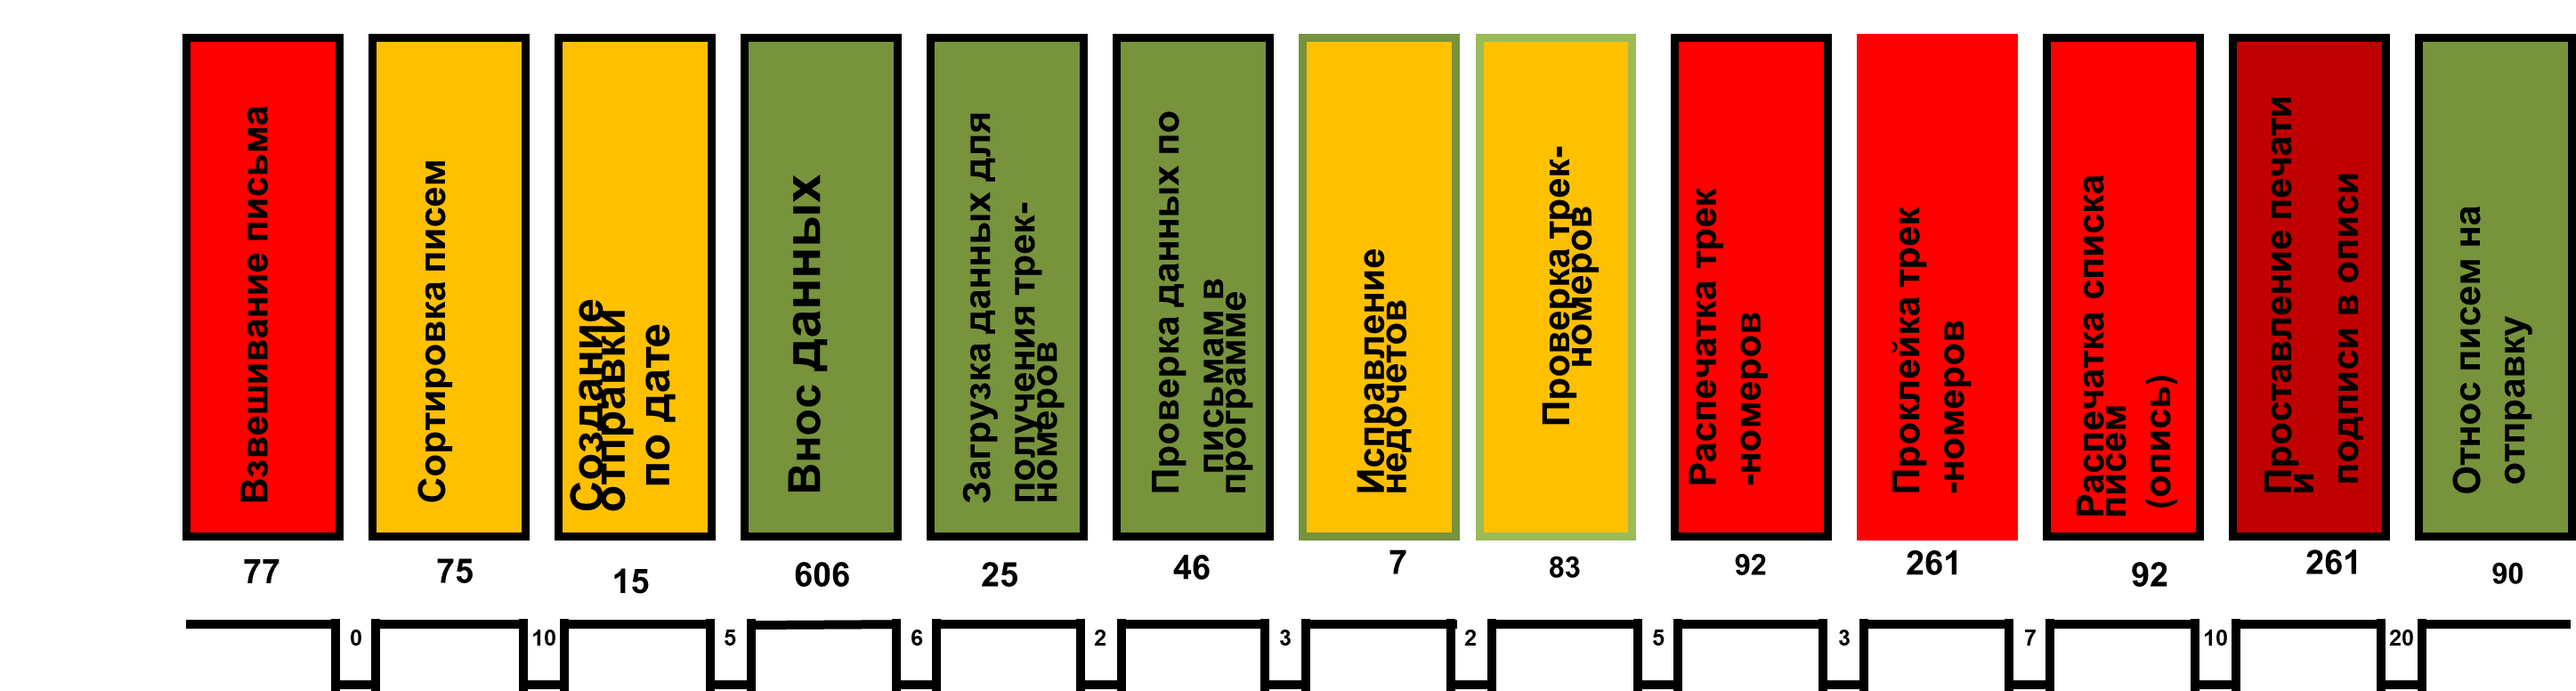 Взвешивание письма
Сортировка писем
Создание
отправки
по дате
Внос данных
Загрузка данных для
получения трек-
номеров
Проверка данных по
письмам в
программе
Исправление
недочетов
Проверка трек-
номеров
Распечатка трек
-номеров
Проклейка трек
-номеров
Распечатка списка
писем
(опись)
Проставление печати
и
подписи в описи
Относ писем на
отправку
77
75
15
606
25
46
7
83
92
261
92
261
90
0
10
5
6
2
3
2
5
3
7
10
20